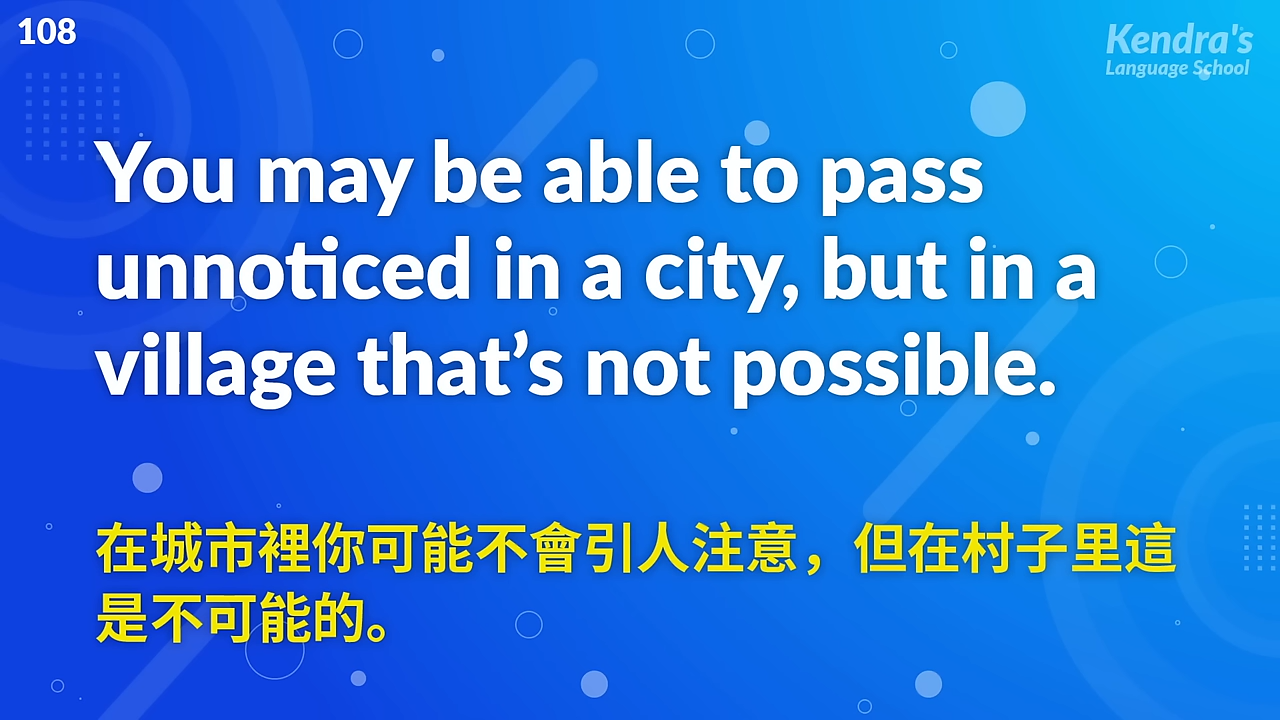 108
Kendra's
Language School
You may be able to pass
unnoticed in a city, but in a
village that’s not possible.
在城市裡你可能不會引人注意，但在村子里這
是不可能的。